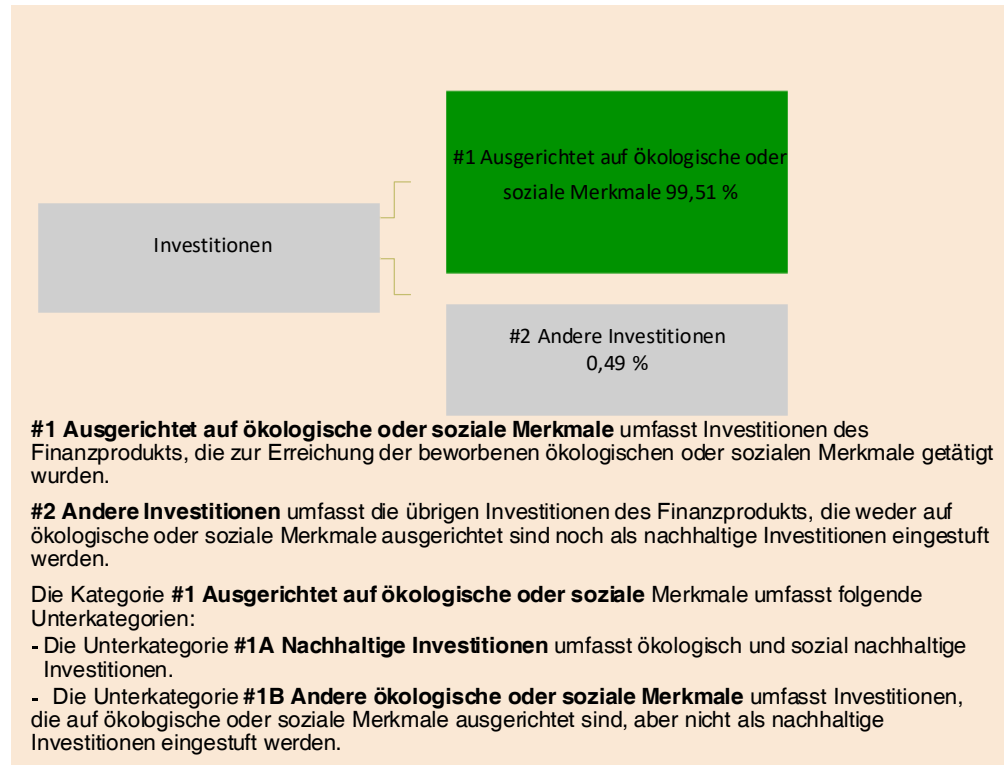 #1 Ausgerichtet auf ökologische oder
soziale Merkmale 99,51 %
Investitionen
#2 Andere Investitionen
0,49 %
#1 Ausgerichtet auf ökologische oder soziale Merkmale umfasst Investitionen des
Finanzprodukts, die zur Erreichung der beworbenen ökologischen oder sozialen Merkmale getätigt
wurden.
#2 Andere Investitionen umfasst die übrigen Investitionen des Finanzprodukts, die weder auf
ökologische oder soziale Merkmale ausgerichtet sind noch als nachhaltige Investitionen eingestuft
werden.
Die Kategorie #1 Ausgerichtet auf ökologische oder soziale Merkmale umfasst folgende
Unterkategorien:
- Die Unterkategorie #1A Nachhaltige Investitionen umfasst ökologisch und sozial nachhaltige
Investitionen.
- Die Unterkategorie #1B Andere ökologische oder soziale Merkmale umfasst Investitionen,
die auf ökologische oder soziale Merkmale ausgerichtet sind, aber nicht als nachhaltige
Investitionen eingestuft werden.